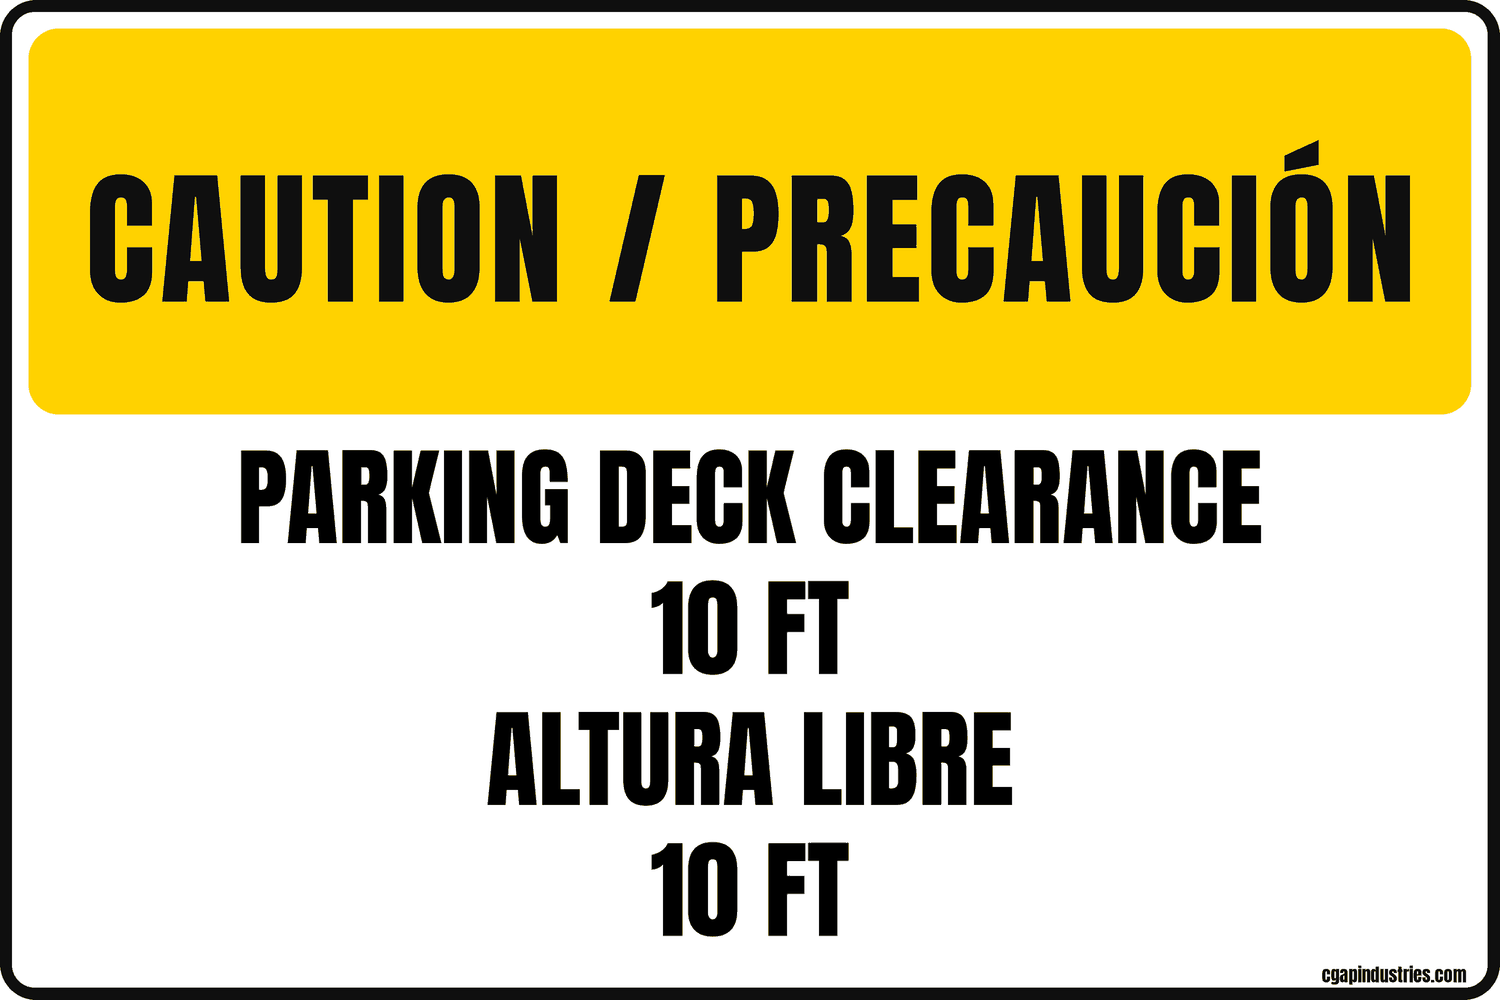 CAUTION / PRECAUCIÓN
PARKING DECK CLEARANCE
10 FT
ALTURA LIBRE
10 FT
cgapindustries.com